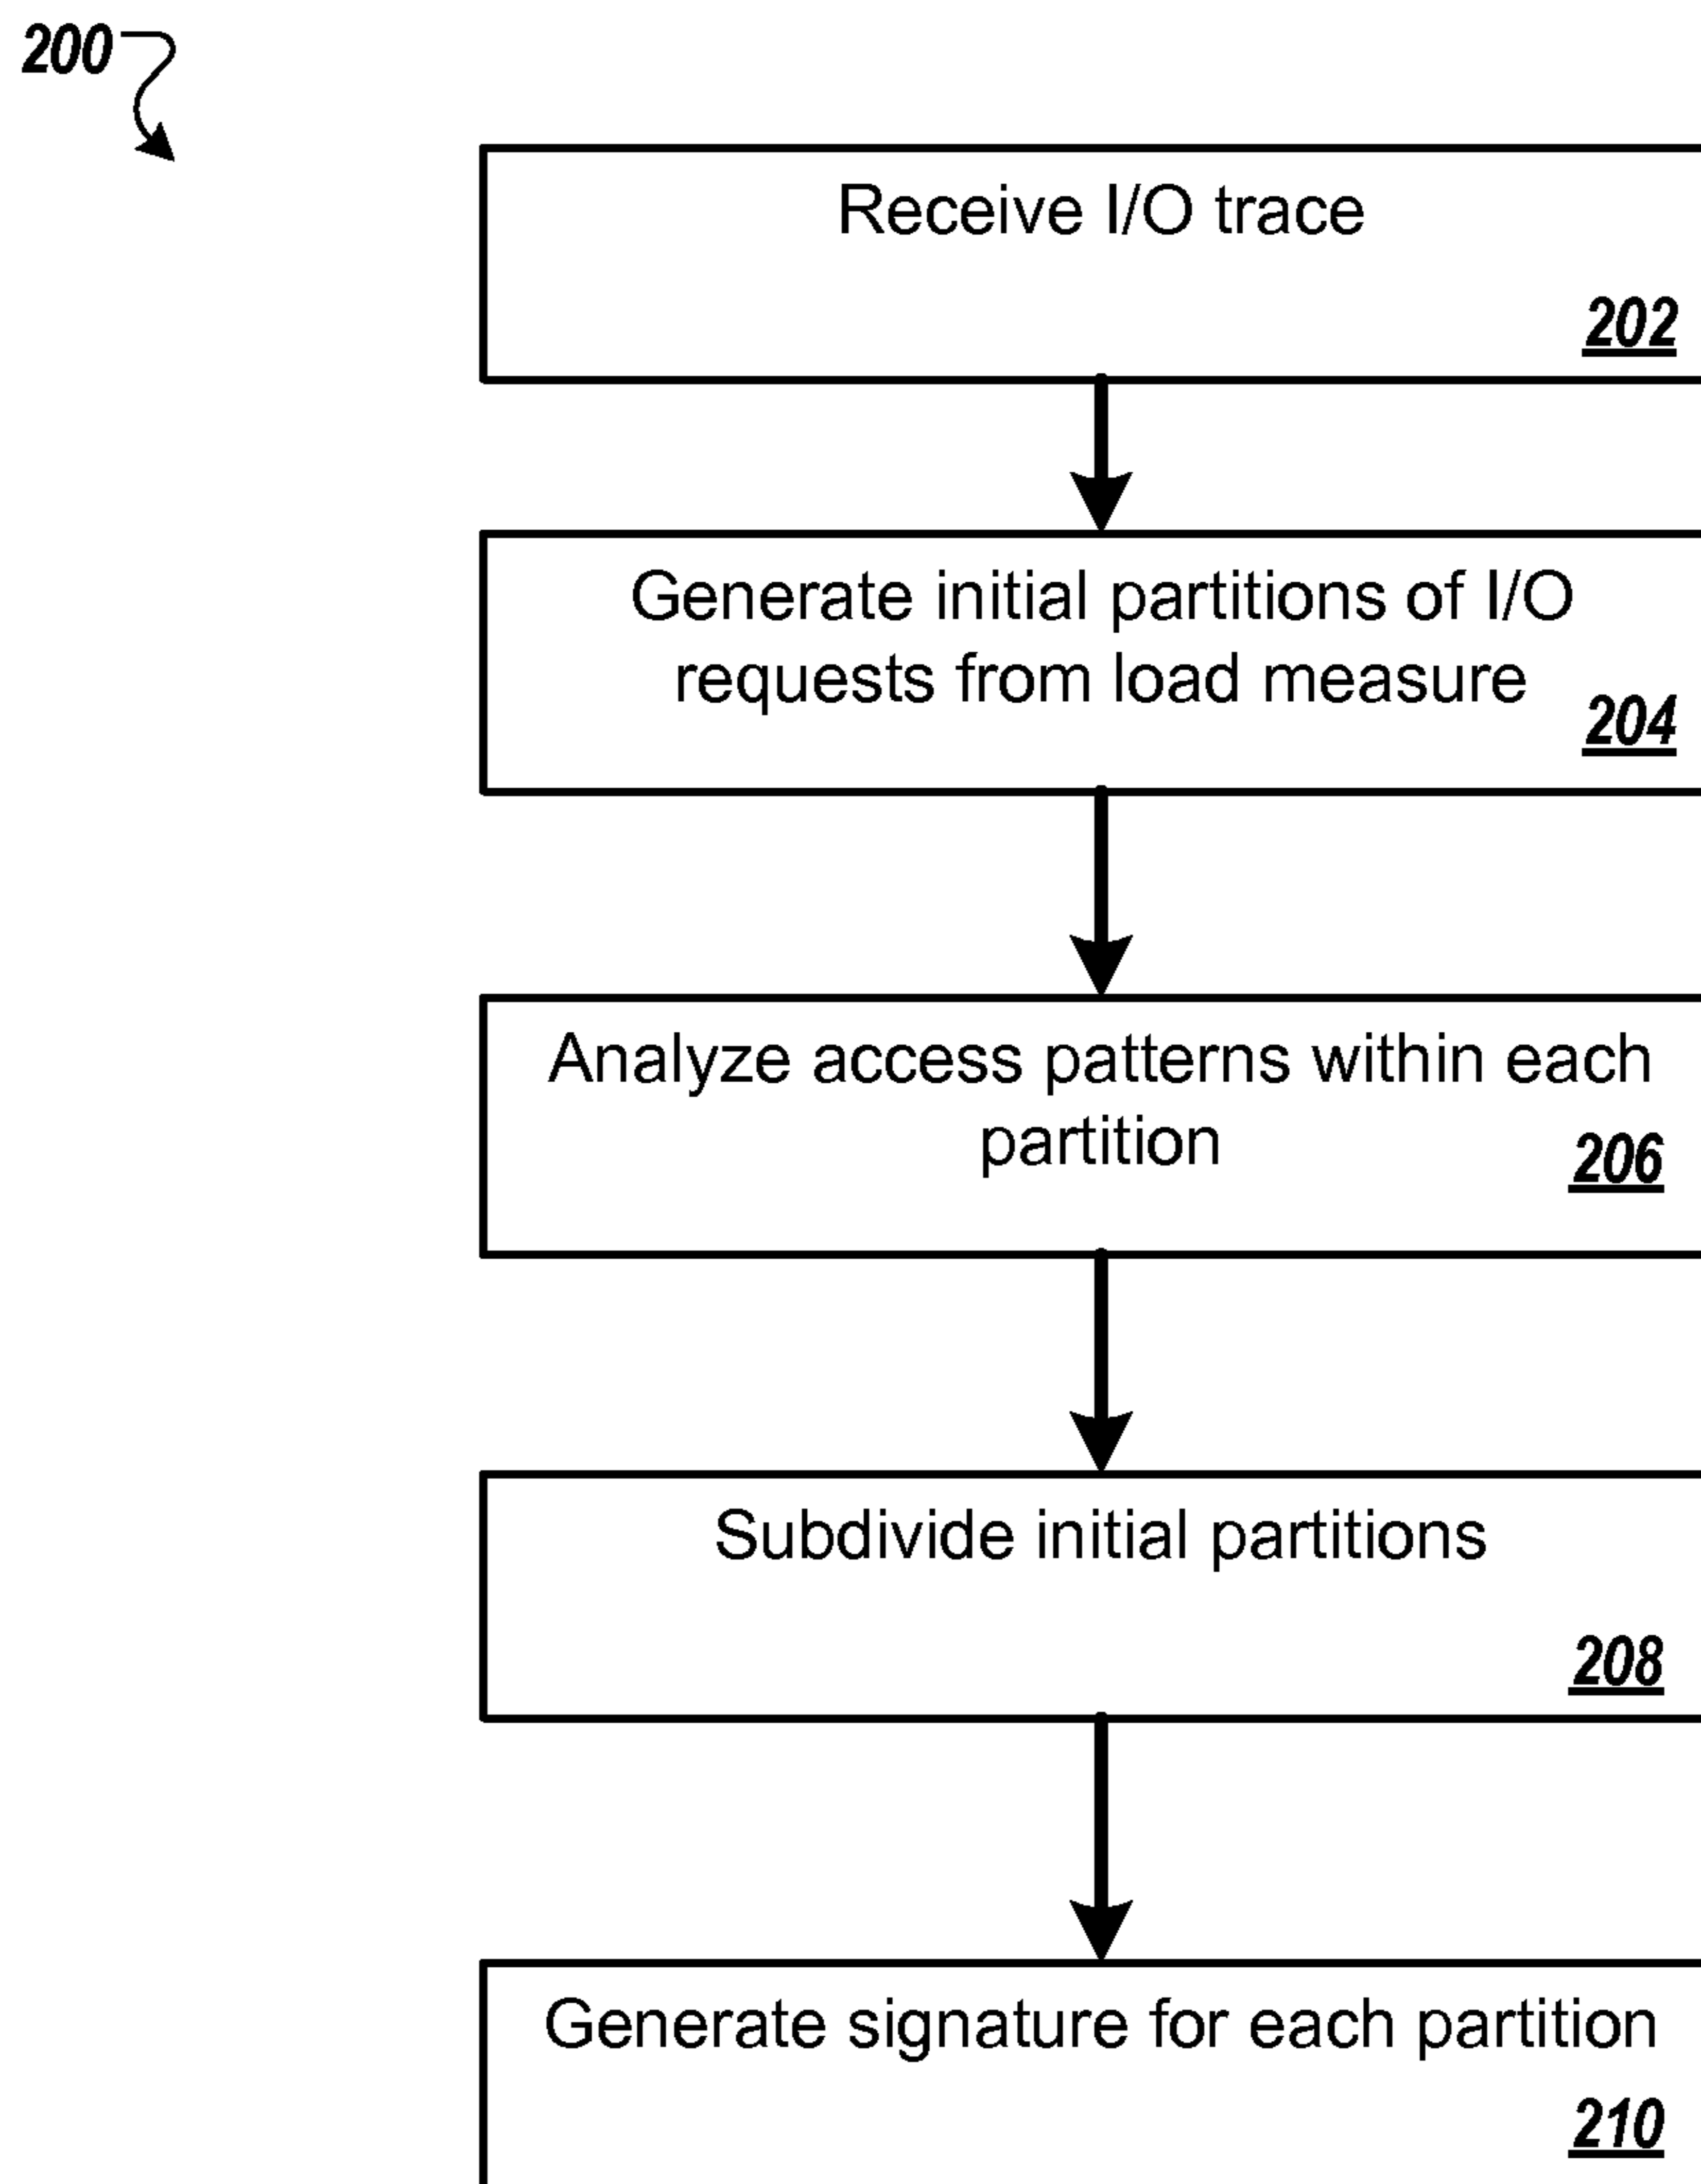 200
Receive I/O trace
202
Generate initial partitions of I/O
requests from load measure
204
Analyze access patterns within each
partition
206
Subdivide initial partitions
208
Generate signature for each partition
210